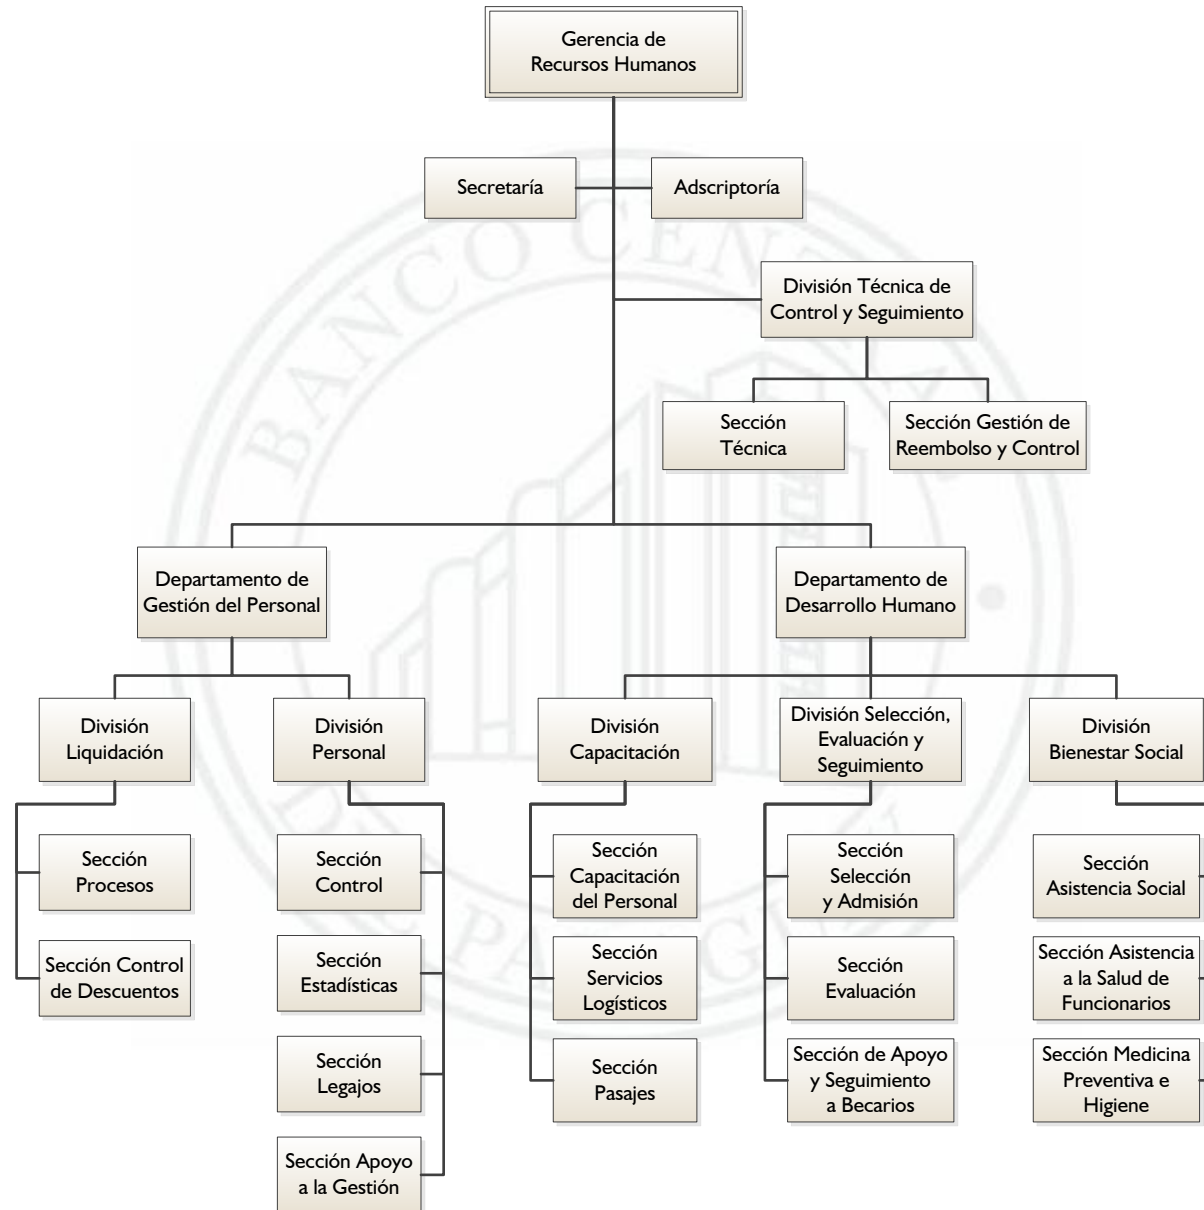 Gerencia de
Recursos Humanos
Secretaría
Adscriptoría
División Técnica de
Control y Seguimiento
Sección
Técnica
Sección Gestión de
Reembolso y Control
Departamento de
Gestión del Personal
Departamento de
Desarrollo Humano
División
Liquidación
División
Personal
División
Capacitación
División Selección,
Evaluación y
Seguimiento
División
Bienestar Social
Sección
Procesos
Sección Control
de Descuentos
Sección
Control
Sección
Estadísticas
Sección
Legajos
Sección Apoyo
a la Gestión
Sección
Capacitación
del Personal
Sección
Servicios
Logísticos
Sección
Pasajes
Sección
Selección
y Admisión
Sección
Evaluación
Sección de Apoyo
y Seguimiento
a Becarios
Sección
Asistencia Social
Sección Asistencia
a la Salud de
Funcionarios
Sección Medicina
Preventiva e
Higiene
BANCO CENTRAL
DEL PARAGUAY